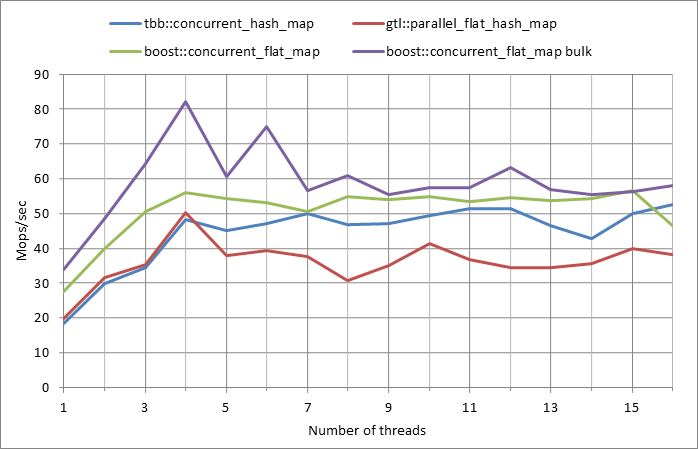 tbb::concurrent_hash_map gtl::parallel_flat_hash_map
boost::concurrent_flat_map boost::concurrent_flat_map bulk
90
80
70
60
50
40
30
20
10
0
Mops/sec
1 3 5 7 9 11 13 15
Number of threads